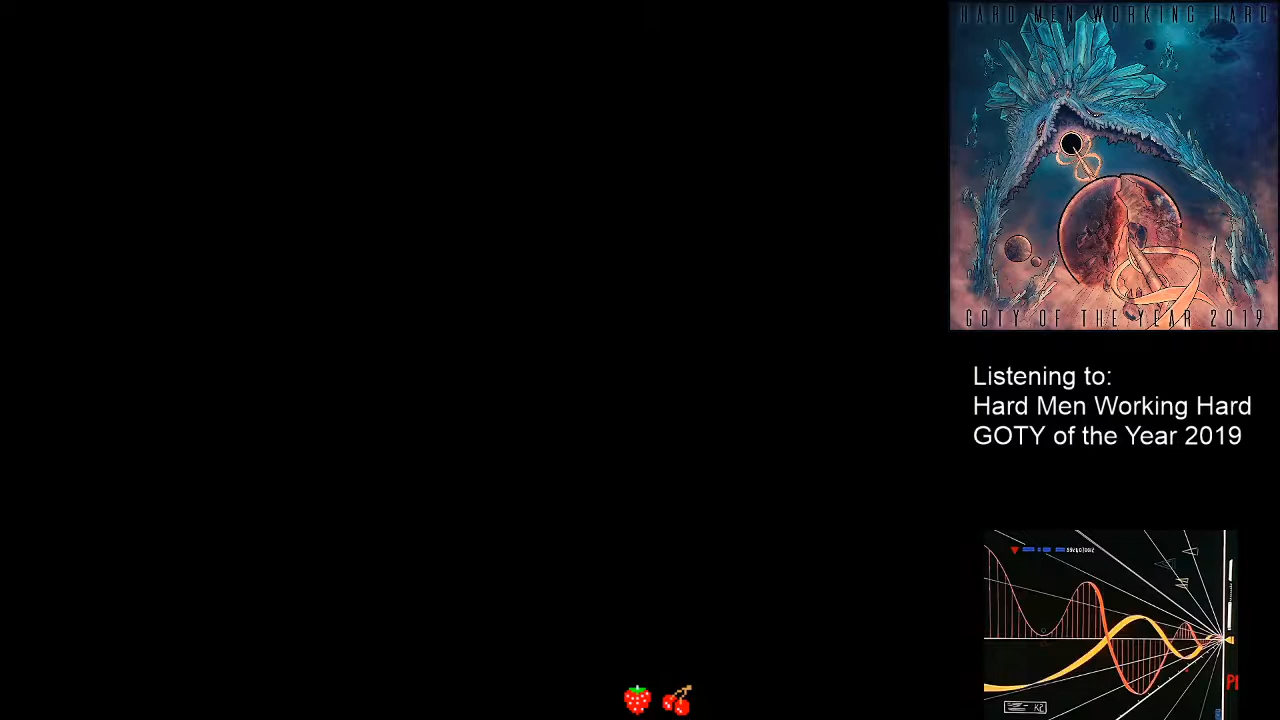 HARD MEN WORKING HARD
GOTY OF THE YEAR 2019
Listening to:
Hard Men Working Hard
GOTY of the Year 2019